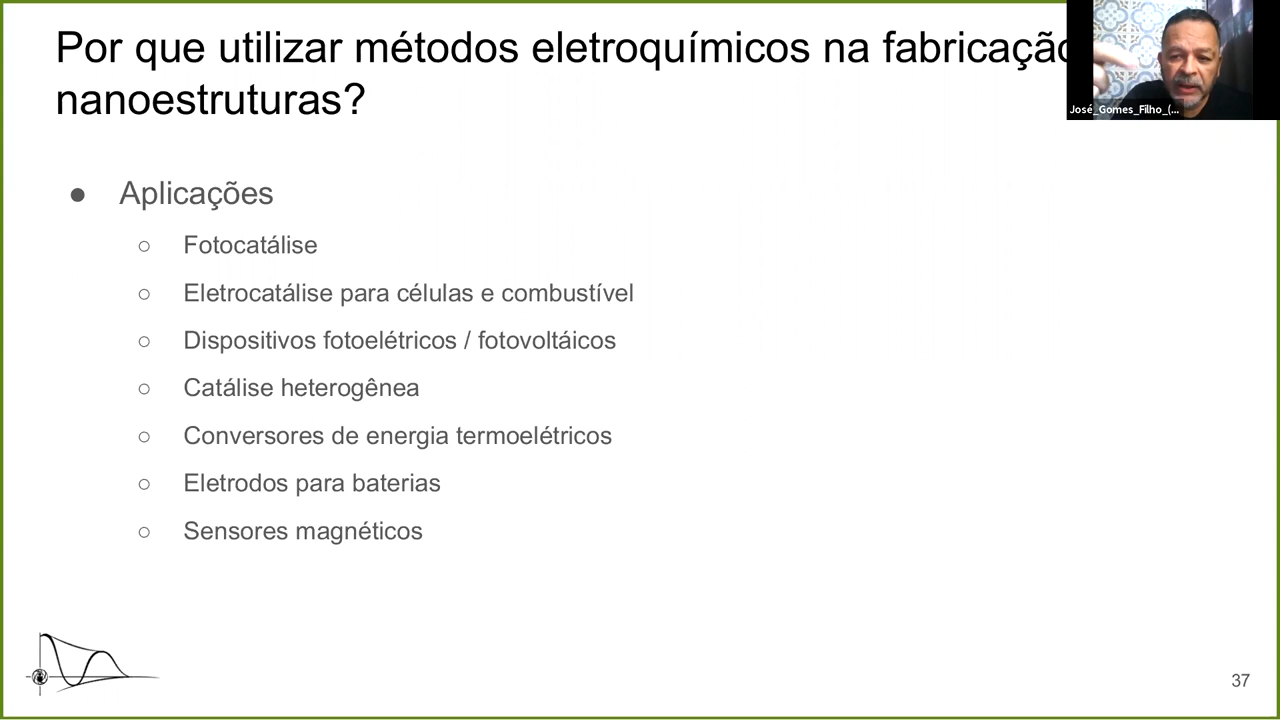 Por que utilizar métodos eletroquímicos na fabricação
nanoestruturas?
José_Gomes_Filho_(...
● Aplicações
○ Fotocatálise
○ Eletrocatálise para células e combustível
○ Dispositivos fotoelétricos / fotovoltáicos
○ Catálise heterogênea
○ Conversores de energia termoelétricos
○ Eletrodos para baterias
○ Sensores magnéticos
37